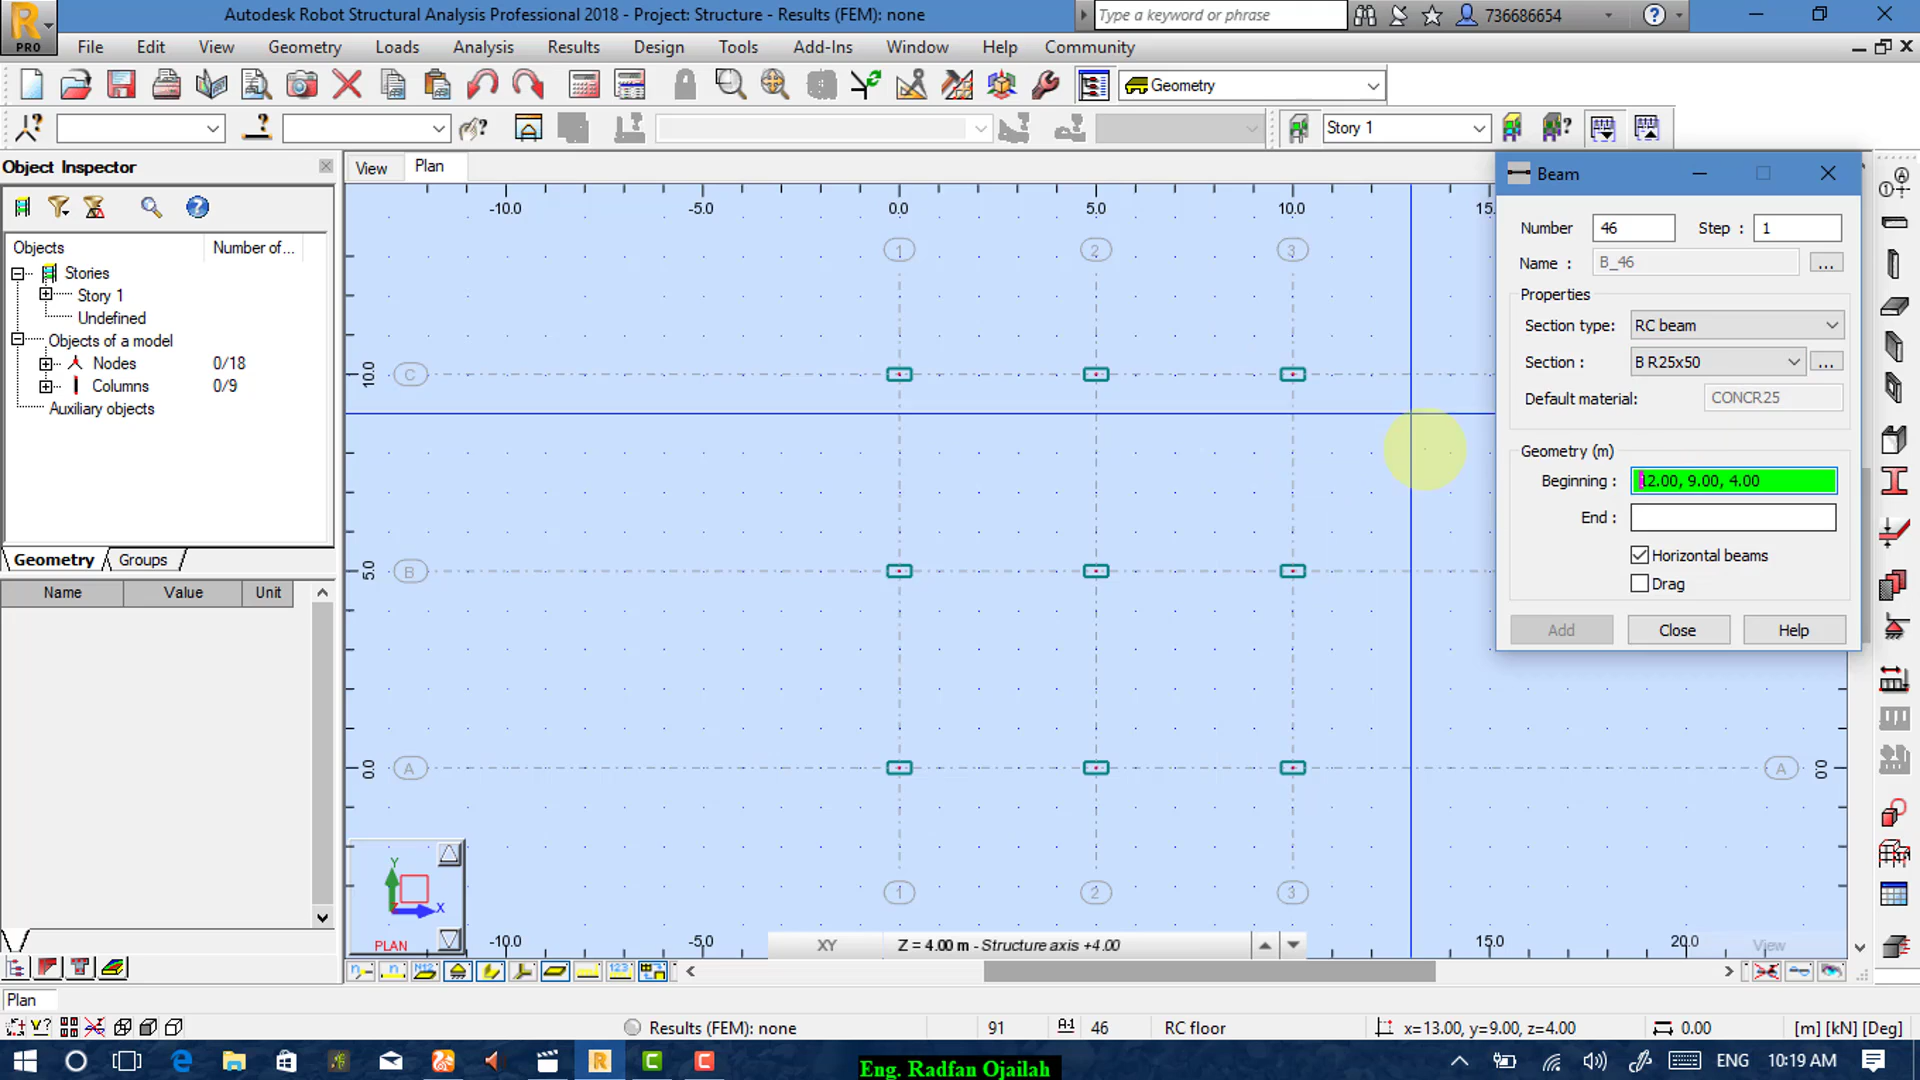 Autodesk Robot Structural Analysis Professional 2018 - Project: Structure - Results (FEM): none
Type a keyword or phrase
736686654
PRO
File Edit View Geometry Loads Analysis Results Design Tools Add-Ins Window Help Community
Geometry
Story 1
Object Inspector
View Plan
Beam
Objects Number of...
Stories
Story 1
Undefined
Objects of a model
Nodes 0/18
Columns 0/9
Auxiliary objects
Geometry Groups
Name Value Unit
-10.0 -5.0 0.0 5.0 10.0 15.
1 2 3
10.0 C
5.0 B
0.0 A A 0.0
1 2 3
Y
X
PLAN
-10.0 -5.0 15.0 20.0
XY Z = 4.00 m - Structure axis +4.00
View
Number 46 Step : 1
Name : B_46 ...
Properties
Section type: RC beam
Section : B R25x50 ...
Default material: CONCR25
Geometry (m)
Beginning : 12.00, 9.00, 4.00
End :
Horizontal beams
Drag
Add Close Help
Plan
Results (FEM): none 91 46 RC floor x=13.00, y=9.00, z=4.00 0.00 [m] [kN] [Deg]
Eng. Radfan Ojailah
ENG 10:19 AM